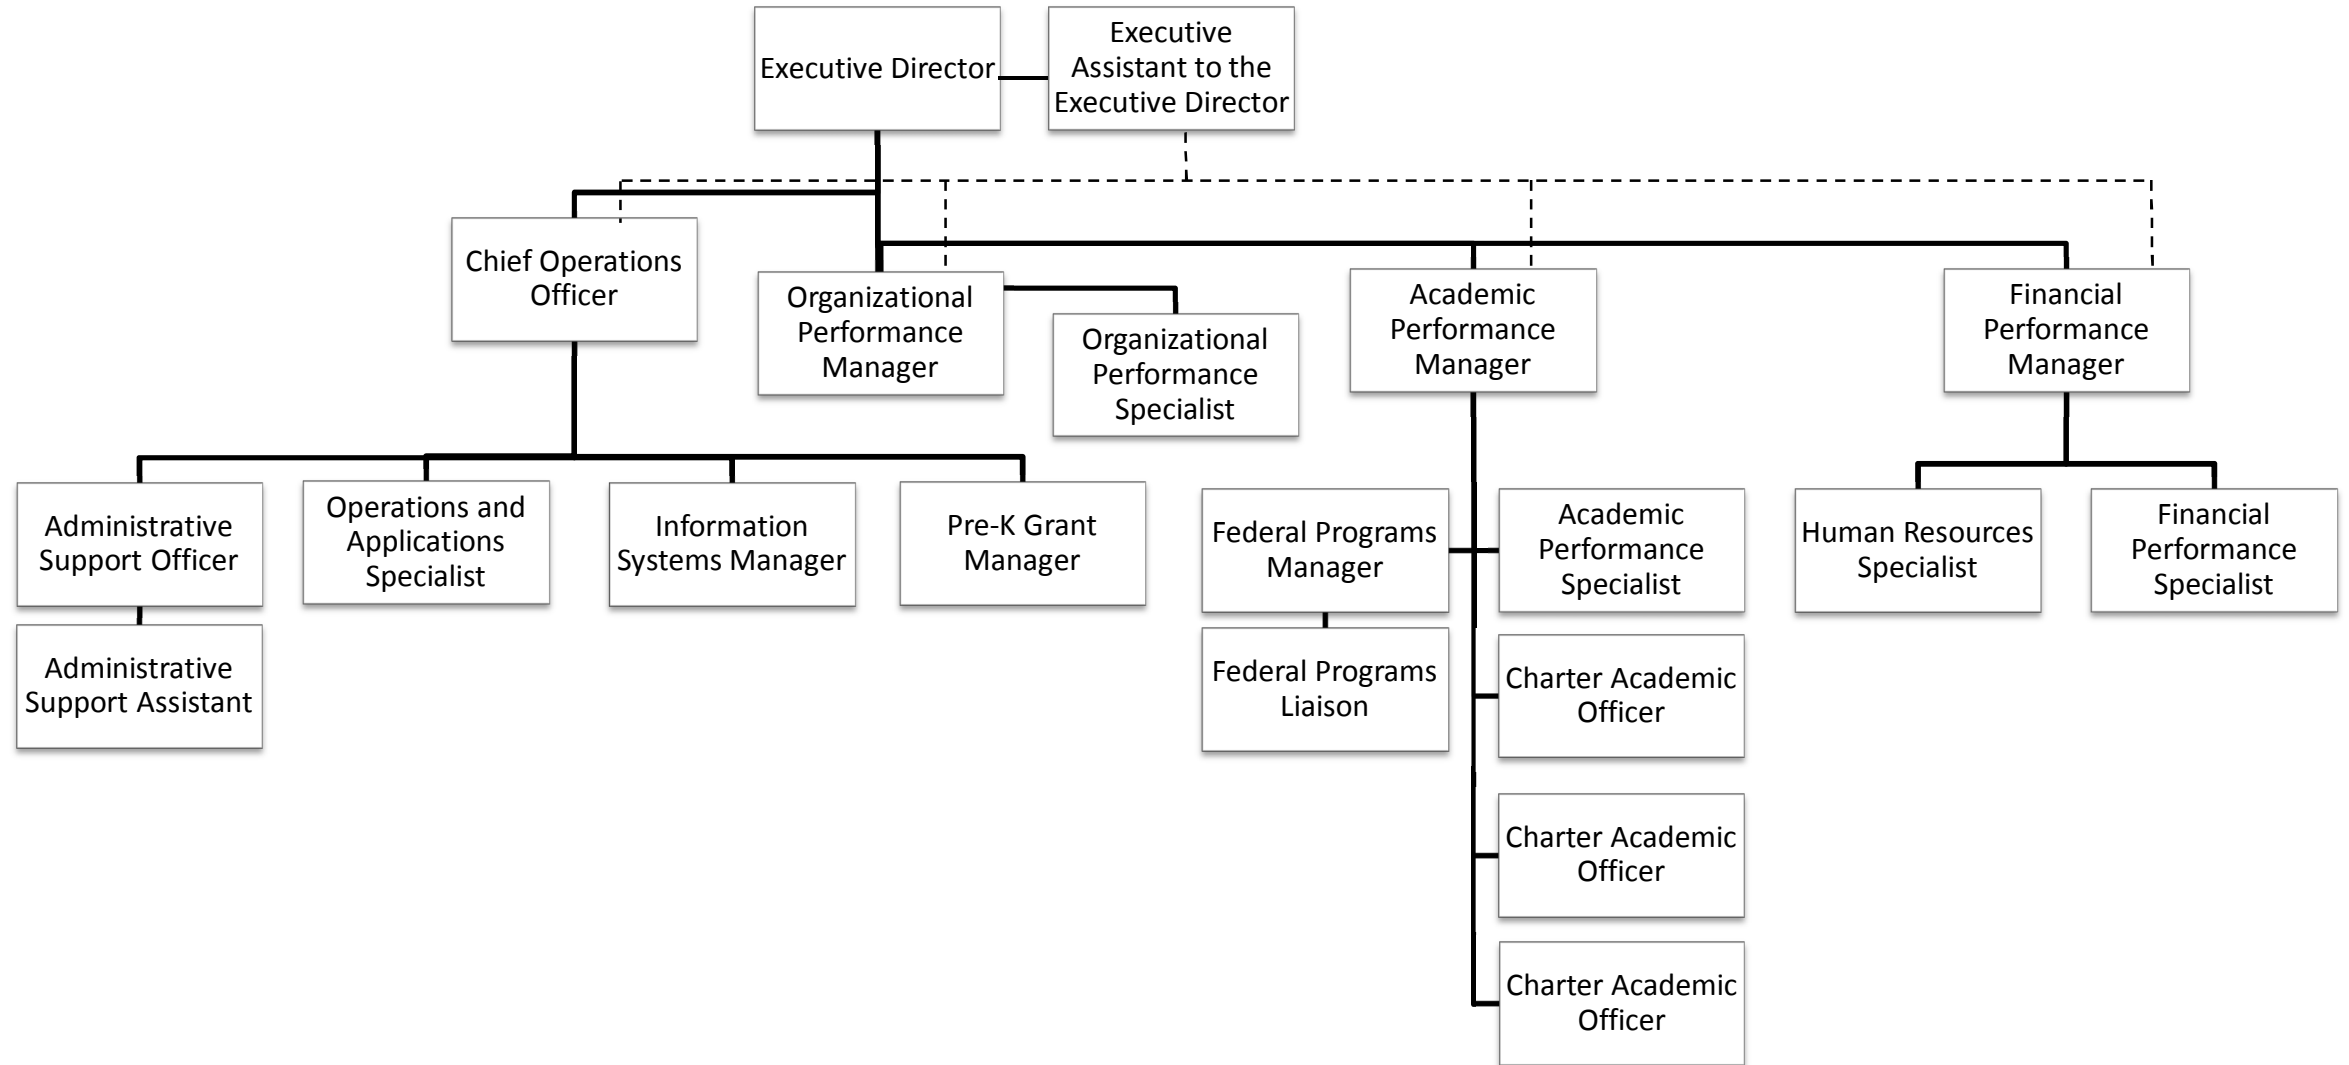 Executive Director
Executive
Assistant to the
Executive Director
Chief Operations
Officer
Organizational
Performance
Manager
Organizational
Performance
Specialist
Academic
Performance
Manager
Financial
Performance
Manager
Administrative
Support Officer
Operations and
Applications
Specialist
Information
Systems Manager
Pre-K Grant
Manager
Federal Programs
Manager
Academic
Performance
Specialist
Human Resources
Specialist
Financial
Performance
Specialist
Administrative
Support Assistant
Federal Programs
Liaison
Charter Academic
Officer
Charter Academic
Officer
Charter Academic
Officer